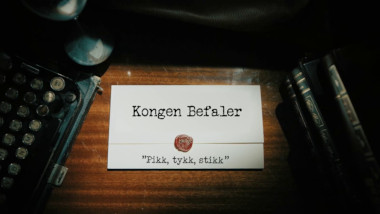 Kongen Befaler
"Pikk, tykk, stikk"